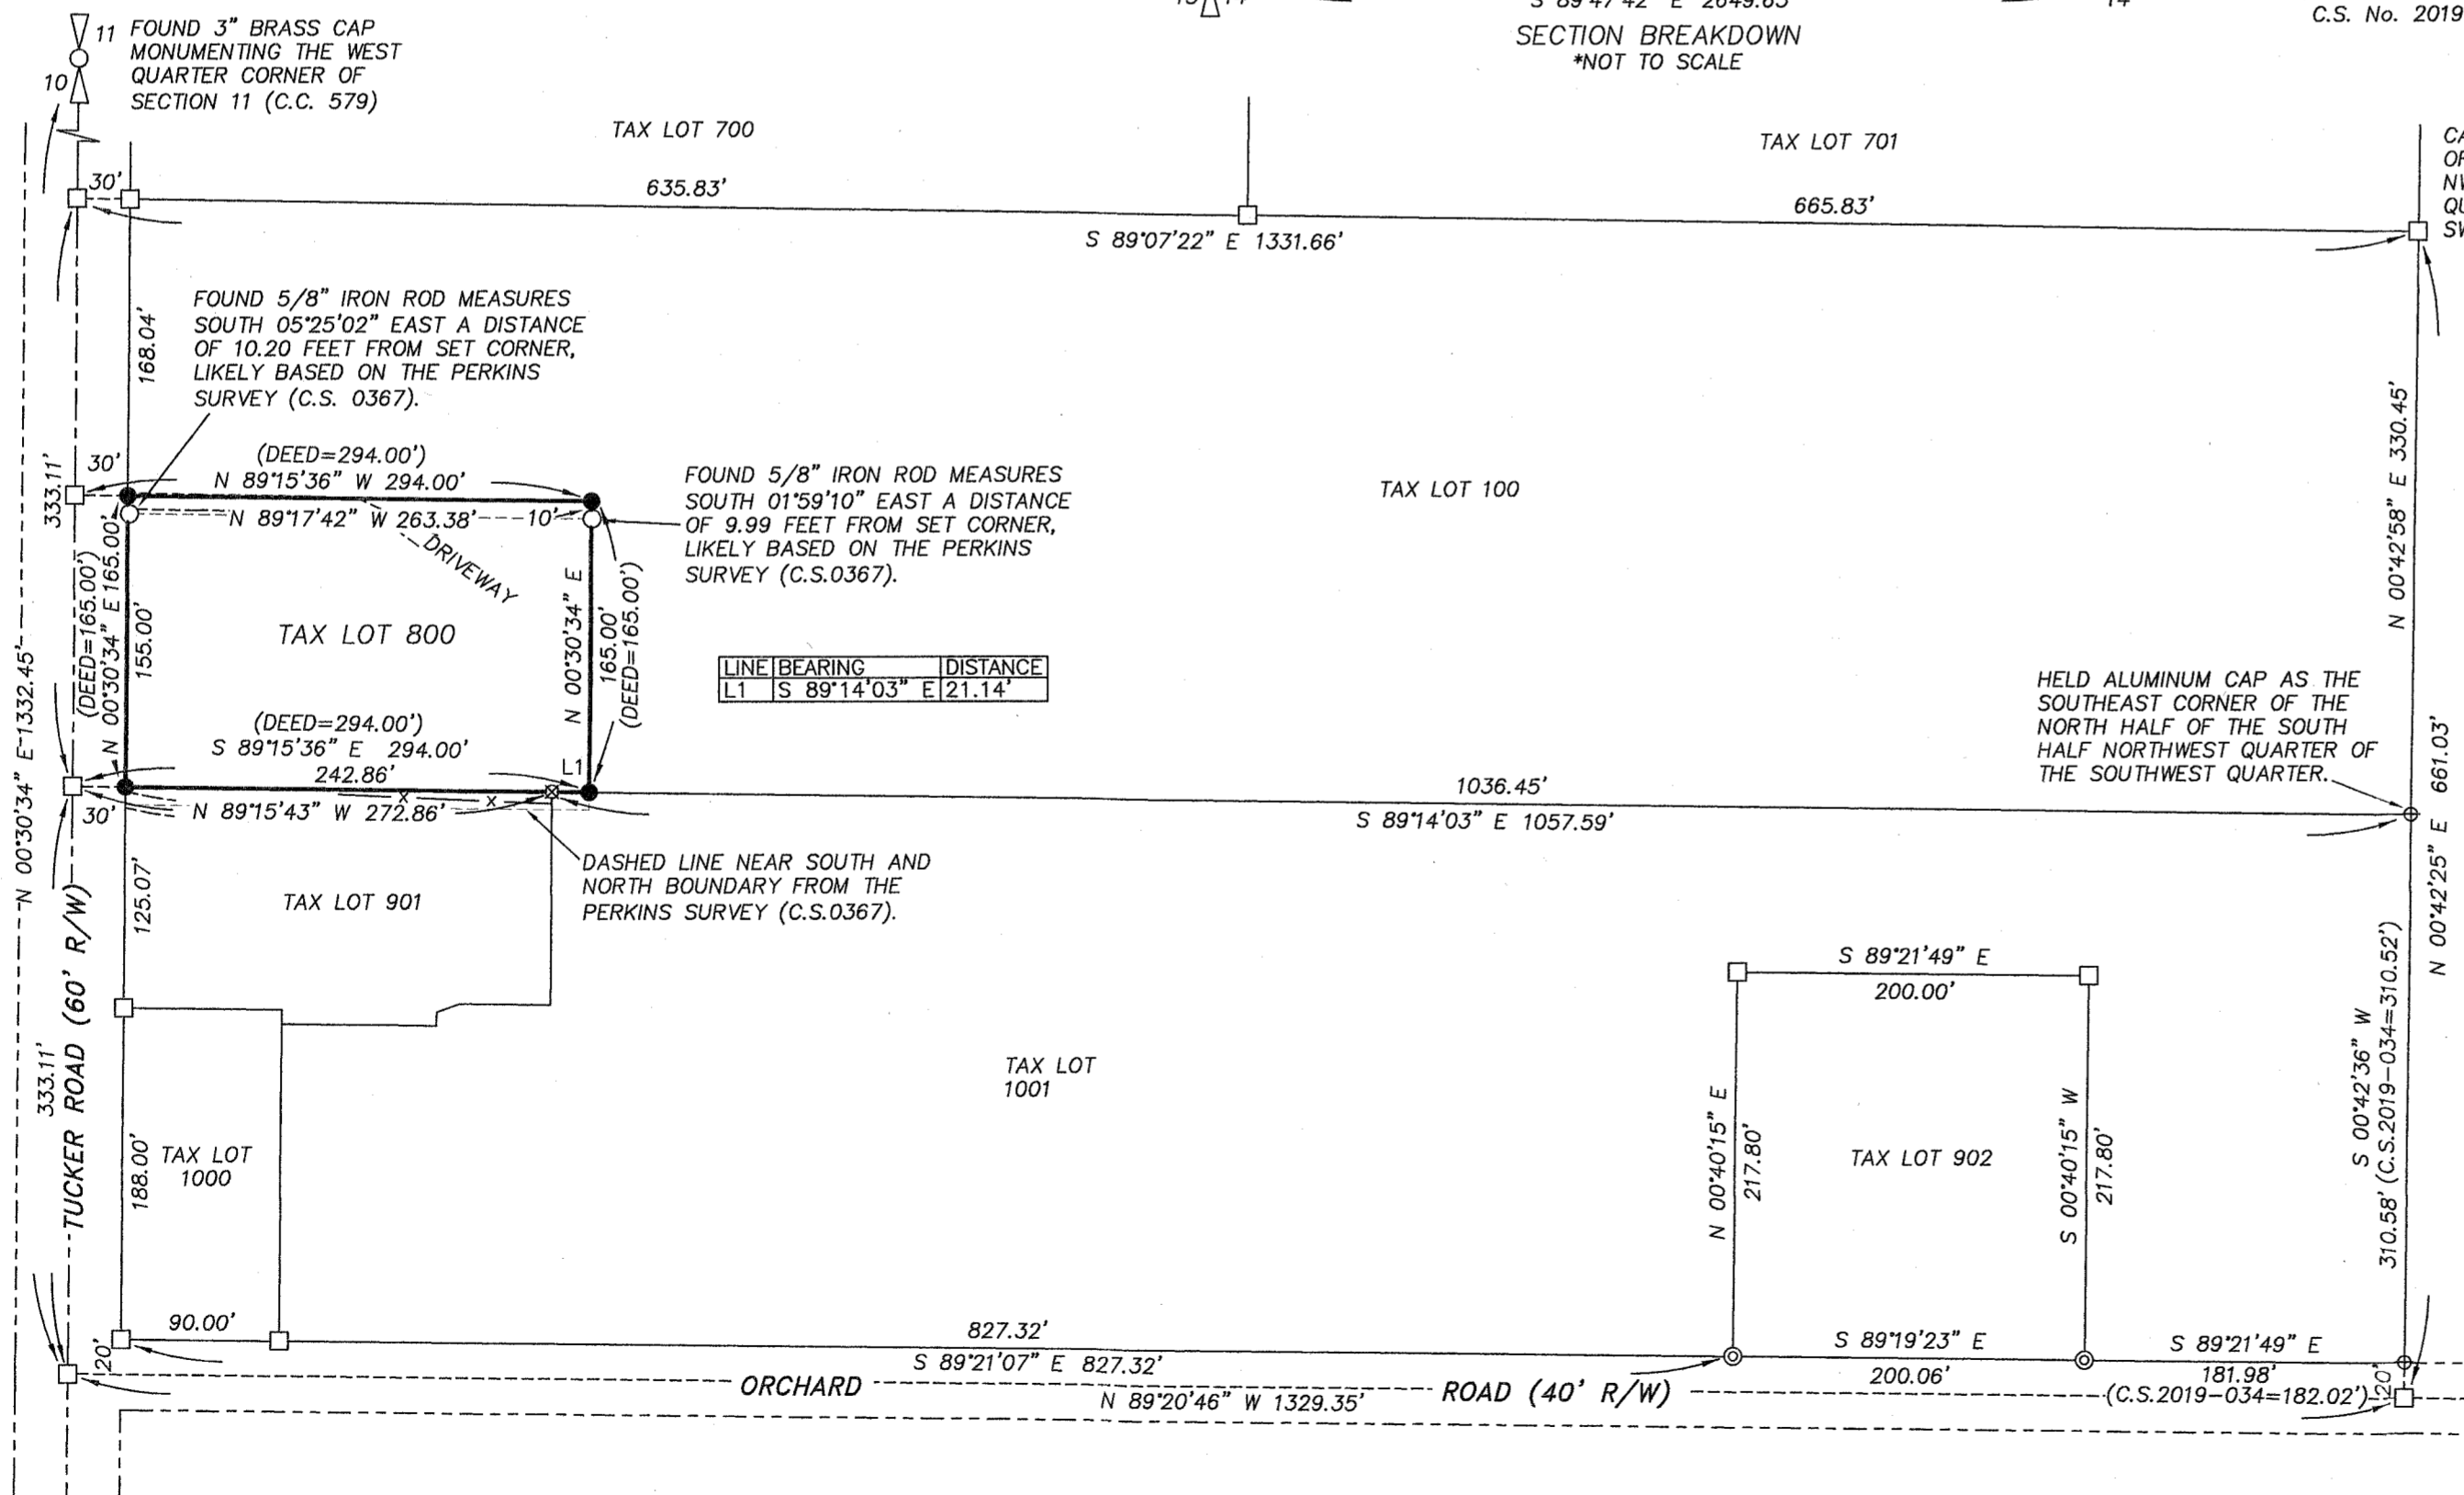 S 89°47'42" E 2649.65'
14
C.S. No. 2019
SECTION BREAKDOWN
*NOT TO SCALE
11
10
FOUND 3" BRASS CAP
MONUMENTING THE WEST
QUARTER CORNER OF
SECTION 11 (C.C. 579)
TAX LOT 700
TAX LOT 701
30'
635.83'
665.83'
S 89°07'22" E 1331.66'
168.04'
FOUND 5/8" IRON ROD MEASURES
SOUTH 05°25'02" EAST A DISTANCE
OF 10.20 FEET FROM SET CORNER,
LIKELY BASED ON THE PERKINS
SURVEY (C.S. 0367).
N 00°42'58" E 330.45'
333.11'
30'
(DEED=294.00')
N 89°15'36" W 294.00'
N 89°17'42" W 263.38'
10'
DRIVEWAY
FOUND 5/8" IRON ROD MEASURES
SOUTH 01°59'10" EAST A DISTANCE
OF 9.99 FEET FROM SET CORNER,
LIKELY BASED ON THE PERKINS
SURVEY (C.S.0367).
TAX LOT 100
N 00°30'34" E 1332.45'
(DEED=165.00')
N 00°30'34" E 165.00'
155.00'
TAX LOT 800
N 00°30'34" E
165.00'
(DEED=165.00')
LINE BEARING DISTANCE
L1 S 89°14'03" E 21.14'
HELD ALUMINUM CAP AS THE
SOUTHEAST CORNER OF THE
NORTH HALF OF THE SOUTH
HALF NORTHWEST QUARTER OF
THE SOUTHWEST QUARTER.
(DEED=294.00')
S 89°15'36" E 294.00'
242.86'
L1
30'
N 89°15'43" W 272.86'
1036.45'
S 89°14'03" E 1057.59'
N 00°42'25" E 661.03'
125.07'
TAX LOT 901
DASHED LINE NEAR SOUTH AND
NORTH BOUNDARY FROM THE
PERKINS SURVEY (C.S.0367).
TUCKER ROAD (60' R/W)
333.11'
188.00'
TAX LOT
1000
TAX LOT
1001
S 89°21'49" E
200.00'
N 00°40'15" E
217.80'
TAX LOT 902
S 00°40'15" W
217.80'
S 00°42'36" W
310.58' (C.S.2019-034=310.52')
90.00'
20'
827.32'
S 89°21'07" E 827.32'
S 89°19'23" E
200.06'
S 89°21'49" E
181.98'
(C.S.2019-034=182.02')
20'
ORCHARD ROAD (40' R/W)
N 89°20'46" W 1329.35'